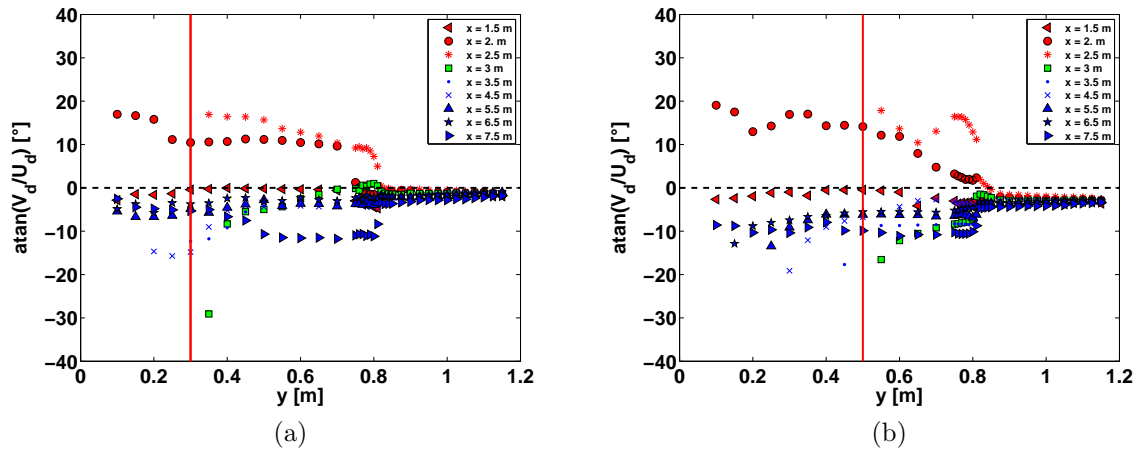 40
30
20
10
0
−10
−20
−30
−40
atan(V_d/U_d) [°]
0
0.2
0.4
0.6
0.8
1
1.2
y [m]
x = 1.5 m
x = 2. m
x = 2.5 m
x = 3 m
x = 3.5 m
x = 4.5 m
x = 5.5 m
x = 6.5 m
x = 7.5 m
(a)
40
30
20
10
0
−10
−20
−30
−40
atan(V_d/U_d) [°]
0
0.2
0.4
0.6
0.8
1
1.2
y [m]
x = 1.5 m
x = 2. m
x = 2.5 m
x = 3 m
x = 3.5 m
x = 4.5 m
x = 5.5 m
x = 6.5 m
x = 7.5 m
(b)